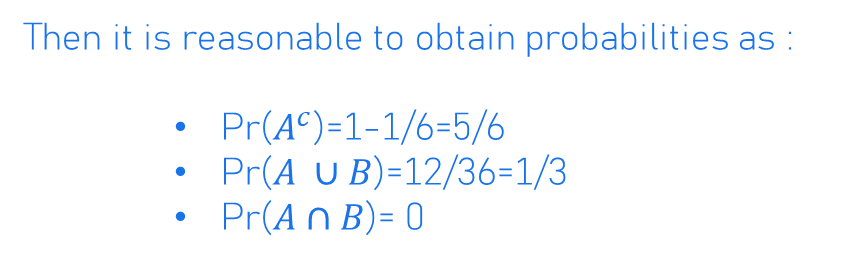 Then it is reasonable to obtain probabilities as :
• Pr(Aᶜ)=1-1/6=5/6
• Pr(A ∪ B)=12/36=1/3
• Pr(A ∩ B)= 0